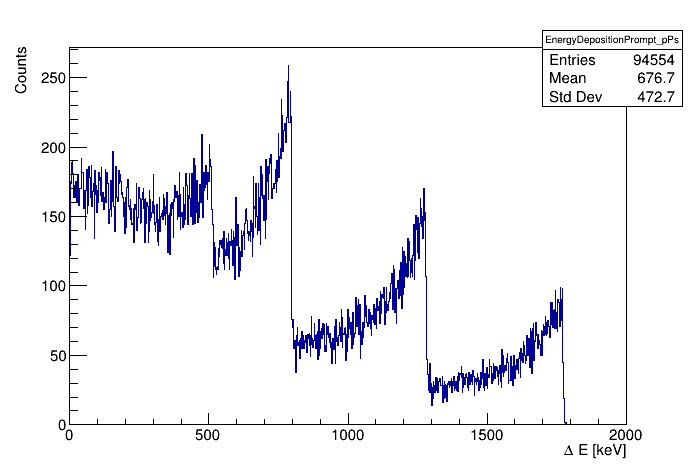 EnergyDepositionPrompt_pPs
Entries 94554
Mean 676.7
Std Dev 472.7
Counts
250
200
150
100
50
0
0 500 1000 1500 2000
Δ E [keV]